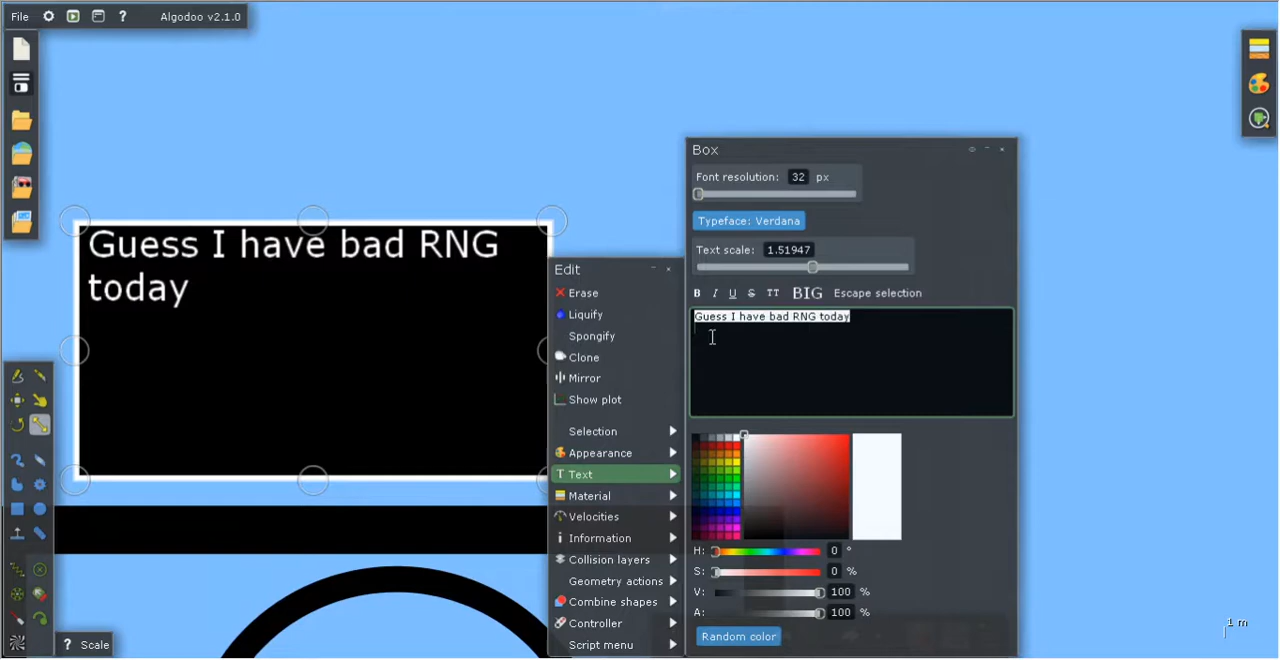 File ? Algodoo v2.1.0
Guess I have bad RNG
today
Edit
Erase
Liquify
Spongify
Clone
Mirror
Show plot
Selection
Appearance
T Text
Material
Velocities
Information
Collision layers
Geometry actions
Combine shapes
Controller
Script menu
Box
Font resolution: 32 px
Typeface: Verdana
Text scale: 1.51947
B I U S TT BIG Escape selection
Guess I have bad RNG today
H: 0 °
S: 0 %
V: 100 %
A: 100 %
Random color
? Scale
1 m